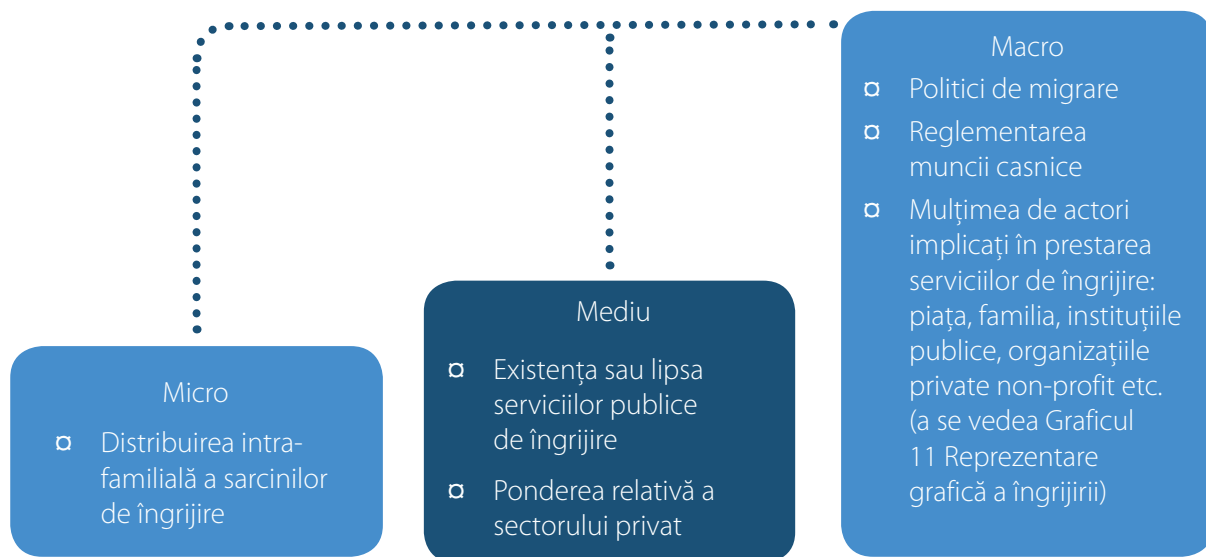 Micro
¤ Distribuirea intra-
familială a sarcinilor
de îngrijire
Mediu
¤ Existența sau lipsa
serviciilor publice
de îngrijire
¤ Ponderea relativă a
sectorului privat
Macro
¤ Politici de migrare
¤ Reglementarea
muncii casnice
¤ Mulțimea de actori
implicați în prestarea
serviciilor de îngrijire:
piața, familia, instituțiile
publice, organizațiile
private non-profit etc.
(a se vedea Graficul
11 Reprezentare
grafică a îngrijirii)